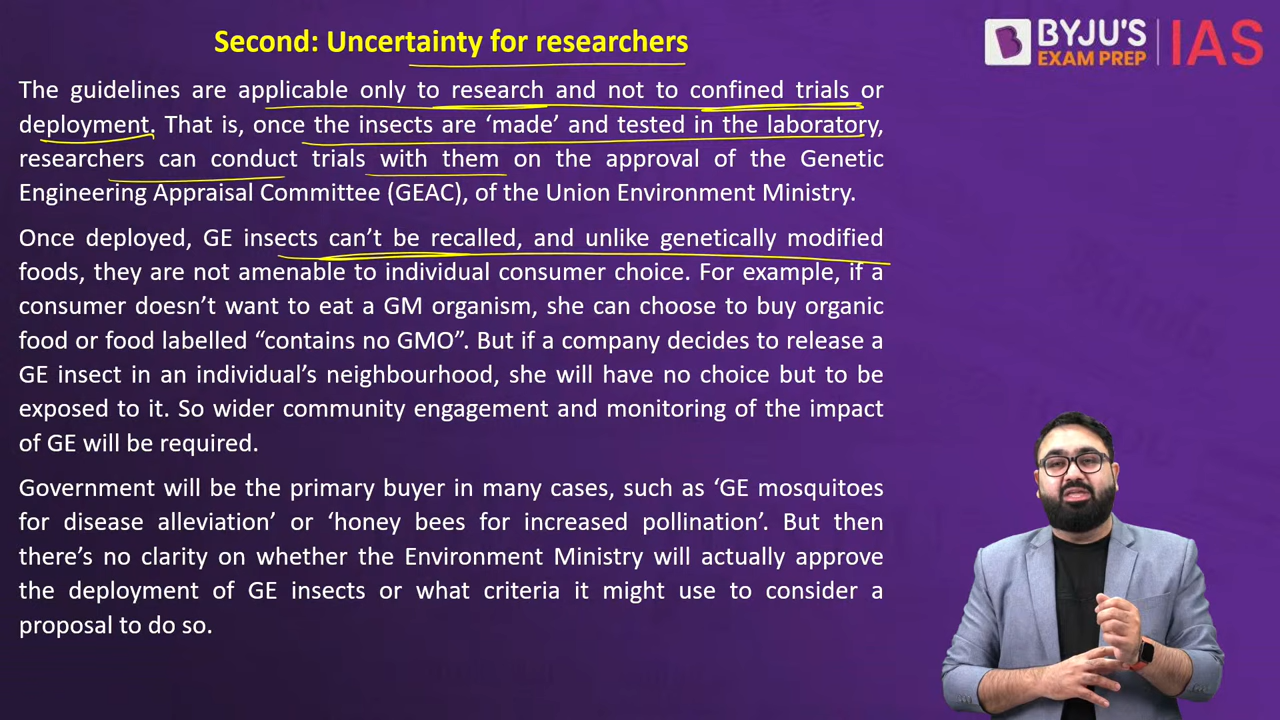 Second: Uncertainty for researchers
BYJU'S
EXAM PREP
IAS
The guidelines are applicable only to research and not to confined trials or
deployment. That is, once the insects are ‘made’ and tested in the laboratory,
researchers can conduct trials with them on the approval of the Genetic
Engineering Appraisal Committee (GEAC), of the Union Environment Ministry.
Once deployed, GE insects can’t be recalled, and unlike genetically modified
foods, they are not amenable to individual consumer choice. For example, if a
consumer doesn’t want to eat a GM organism, she can choose to buy organic
food or food labelled “contains no GMO”. But if a company decides to release a
GE insect in an individual’s neighbourhood, she will have no choice but to be
exposed to it. So wider community engagement and monitoring of the impact
of GE will be required.
Government will be the primary buyer in many cases, such as ‘GE mosquitoes
for disease alleviation’ or ‘honey bees for increased pollination’. But then
there’s no clarity on whether the Environment Ministry will actually approve
the deployment of GE insects or what criteria it might use to consider a
proposal to do so.